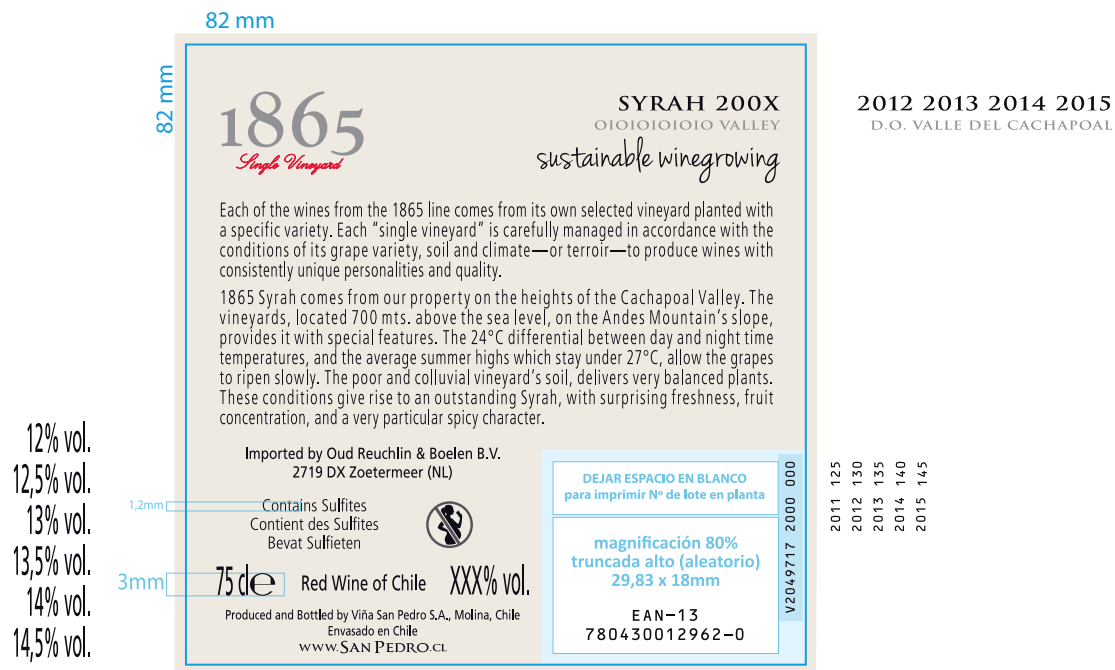 82 mm
82 mm
1865
Single Vineyard
SYRAH 200X
OIOIOIOIOIO VALLEY
sustainable winegrowing
2012 2013 2014 2015
D.O. VALLE DEL CACHAPOAL
Each of the wines from the 1865 line comes from its own selected vineyard planted with
a specific variety. Each “single vineyard” is carefully managed in accordance with the
conditions of its grape variety, soil and climate—or terroir—to produce wines with
consistently unique personalities and quality.
1865 Syrah comes from our property on the heights of the Cachapoal Valley. The
vineyards, located 700 mts. above the sea level, on the Andes Mountain’s slope,
provides it with special features. The 24°C differential between day and night time
temperatures, and the average summer highs which stay under 27°C, allow the grapes
to ripen slowly. The poor and colluvial vineyard’s soil, delivers very balanced plants.
These conditions give rise to an outstanding Syrah, with surprising freshness, fruit
concentration, and a very particular spicy character.
12% vol.
12,5% vol.
13% vol.
13,5% vol.
14% vol.
14,5% vol.
Imported by Oud Reuchlin & Boelen B.V.
2719 DX Zoetermeer (NL)
1,2mm
Contains Sulfites
Contient des Sulfites
Bevat Sulfieten
3mm
75 cl e Red Wine of Chile XXX% vol.
Produced and Bottled by Viña San Pedro S.A., Molina, Chile
Envasado en Chile
WWW.SAN PEDRO.CL
DEJAR ESPACIO EN BLANCO
para imprimir Nº de lote en planta
magnificación 80%
truncada alto (aleatorio)
29,83 x 18mm
EAN-13
780430012962-0
V2049717 2000 000
2011 125
2012 130
2013 135
2014 140
2015 145